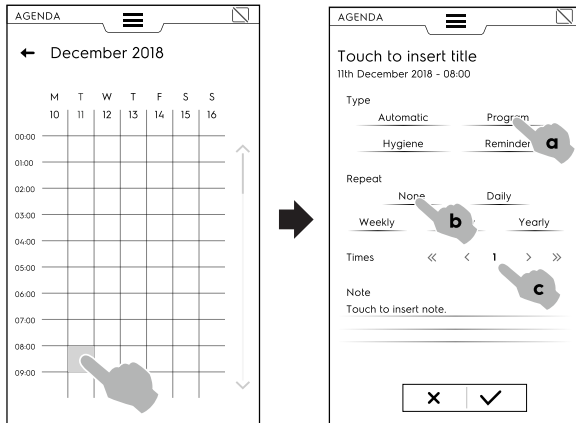 AGENDA
December 2018
M T W T F S S
10 11 12 13 14 15 16
00:00
01:00
02:00
03:00
04:00
05:00
06:00
07:00
08:00
09:00
AGENDA
Touch to insert title
11th December 2018 - 08:00
Type
Automatic Program
a
Hygiene Reminder
Repeat
None Daily
b
Weekly Yearly
Times « < 1 > »
c
Note
Touch to insert note.